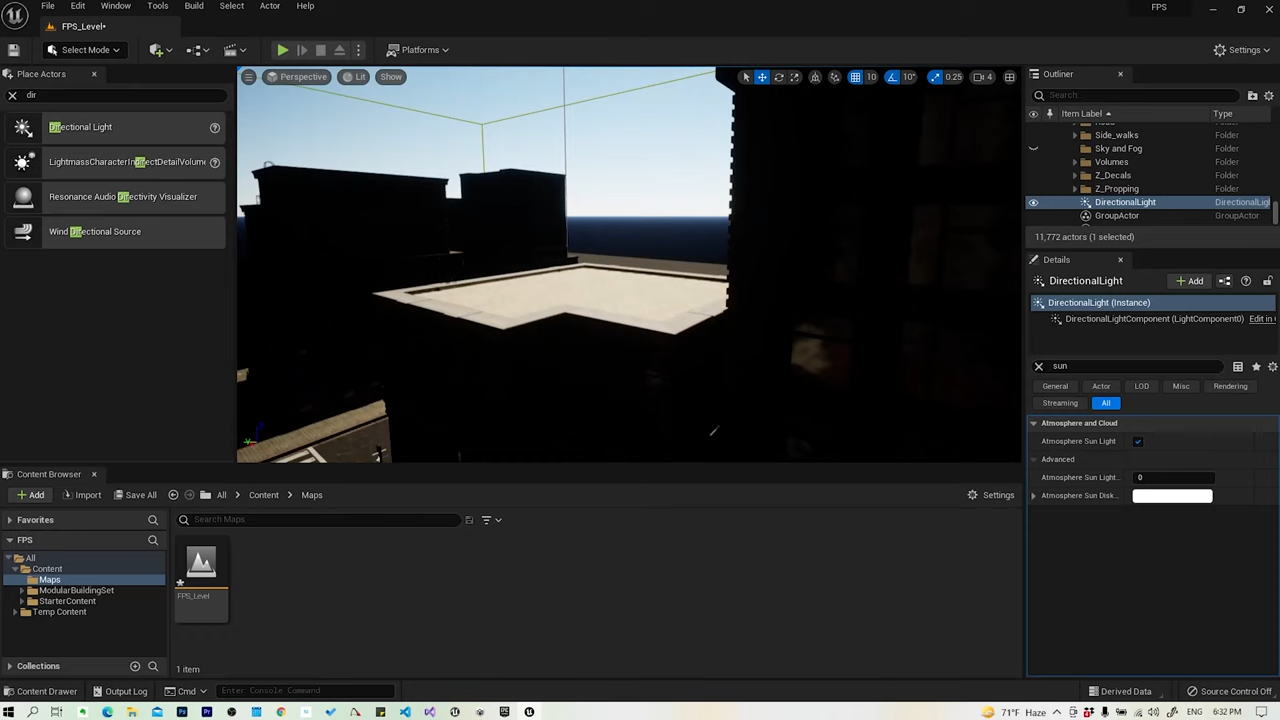 File Edit Window Tools Build Select Actor Help
FPS
FPS_Level•
Select Mode
Platforms
Settings
Place Actors
dir
Directional Light
LightmassCharacterIndirectDetailVolume
Resonance Audio Directivity Visualizer
Wind Directional Source
Perspective Lit Show
10 10° 0.25 4
Outliner
Search...
Item Label Type
Side_walks Folder
Sky and Fog Folder
Volumes Folder
Z_Decals Folder
Z_Propping Folder
DirectionalLight DirectionalLig
GroupActor GroupActor
11,772 actors (1 selected)
Details
DirectionalLight Add
DirectionalLight (Instance)
DirectionalLightComponent (LightComponent0) Edit in
sun
General Actor LOD Misc Rendering
Streaming All
Atmosphere and Cloud
Atmosphere Sun Light
Advanced
Atmosphere Sun Light... 0
Atmosphere Sun Disk...
Content Browser
Add Import Save All All Content Maps Settings
Favorites
FPS
All
Content
Maps
ModularBuildingSet
StarterContent
Temp Content
Collections
Search Maps
FPS_Level
1 item
Content Drawer Output Log Cmd Enter Console Command Derived Data Source Control Off
71°F Haze 6:32 PM